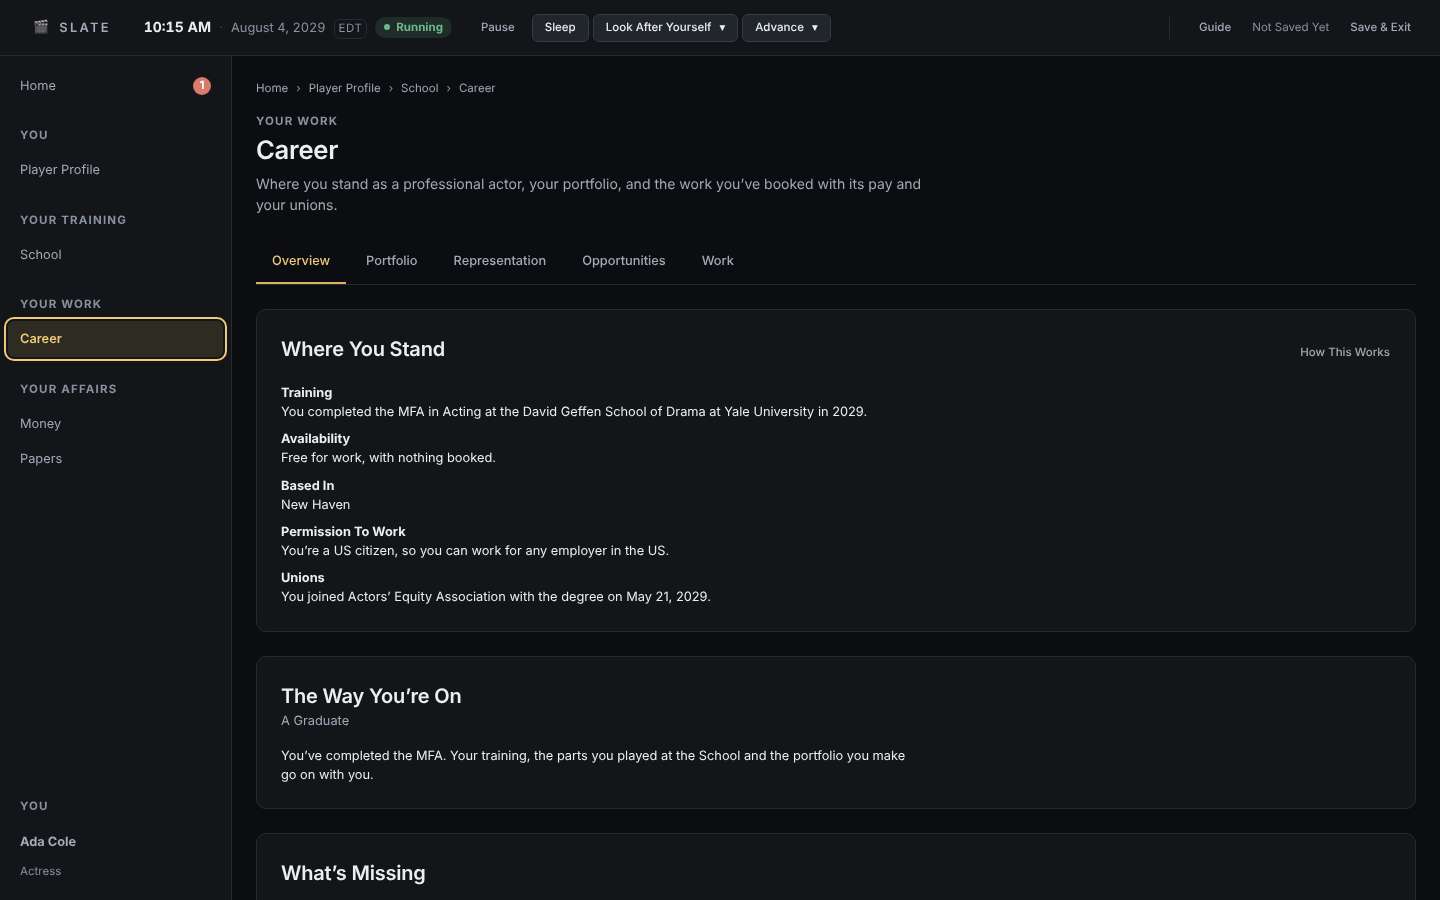 SLATE
10:15 AM · August 4, 2029 EDT Running Pause Sleep Look After Yourself Advance
Guide Not Saved Yet Save & Exit
Home 1
YOU
Player Profile
YOUR TRAINING
School
YOUR WORK
Career
YOUR AFFAIRS
Money
Papers
YOU
Ada Cole
Actress
Home › Player Profile › School › Career
YOUR WORK
Career
Where you stand as a professional actor, your portfolio, and the work you’ve booked with its pay and
your unions.
Overview Portfolio Representation Opportunities Work
Where You Stand
How This Works
Training
You completed the MFA in Acting at the David Geffen School of Drama at Yale University in 2029.
Availability
Free for work, with nothing booked.
Based In
New Haven
Permission To Work
You’re a US citizen, so you can work for any employer in the US.
Unions
You joined Actors’ Equity Association with the degree on May 21, 2029.
The Way You’re On
A Graduate
You’ve completed the MFA. Your training, the parts you played at the School and the portfolio you make
go on with you.
What’s Missing